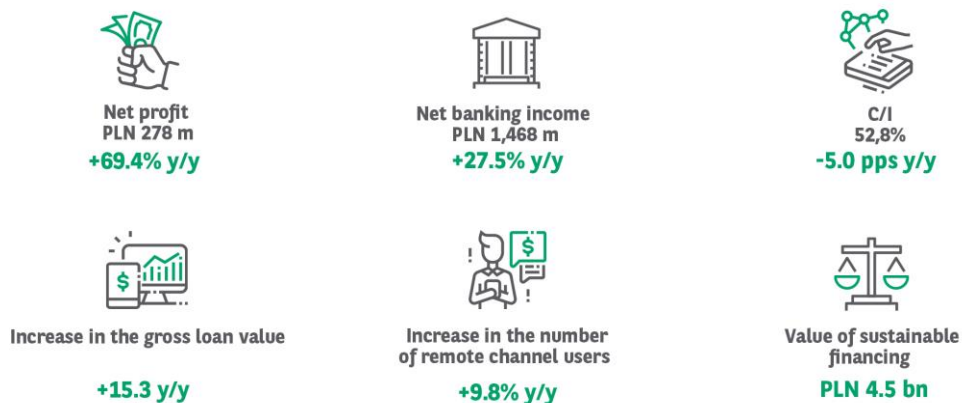 Net profit
PLN 278 m
+69.4% y/y
Net banking income
PLN 1,468 m
+27.5% y/y
C/I
52,8%
-5.0 pps y/y
$
$
Increase in the gross loan value
+15.3 y/y
! $
!
Increase in the number
of remote channel users
+9.8% y/y
Value of sustainable
financing
PLN 4.5 bn